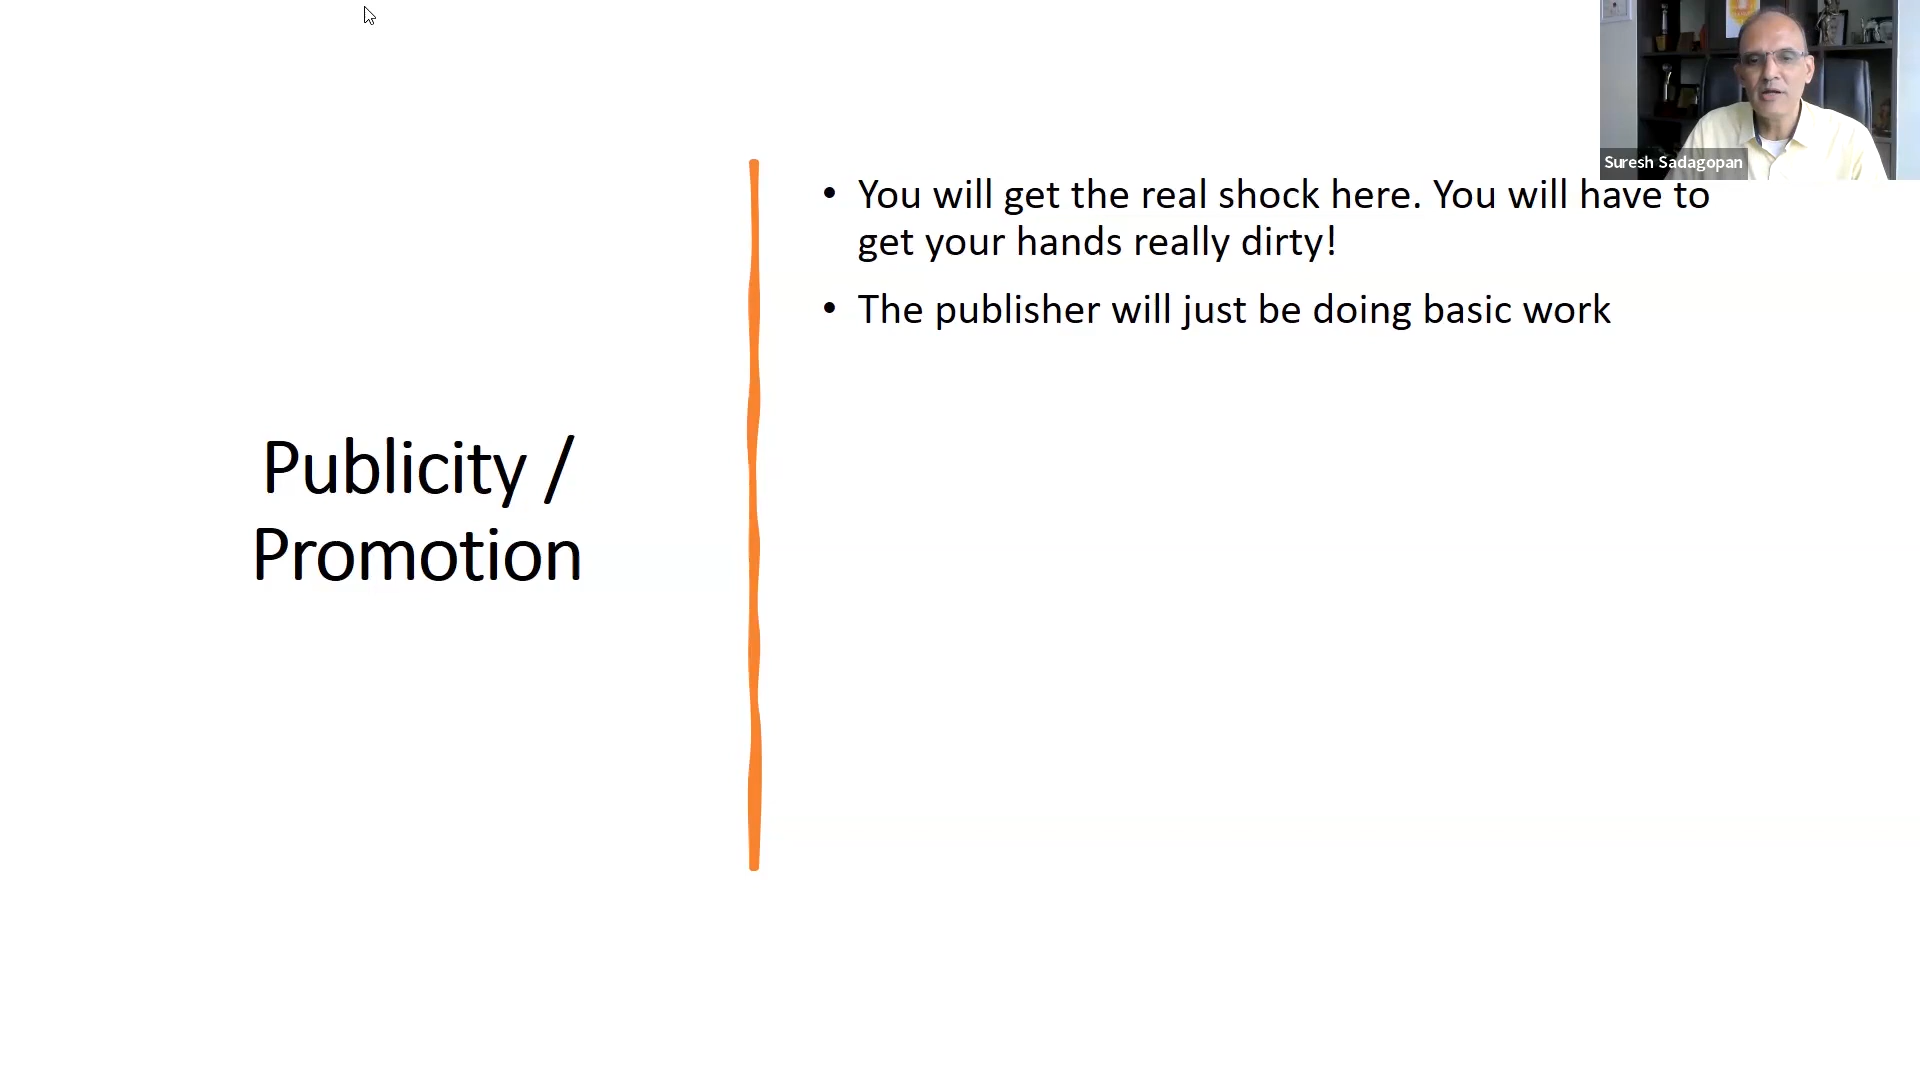 Suresh Sadagopan
• You will get the real shock here. You will have to
get your hands really dirty!
• The publisher will just be doing basic work
Publicity /
Promotion